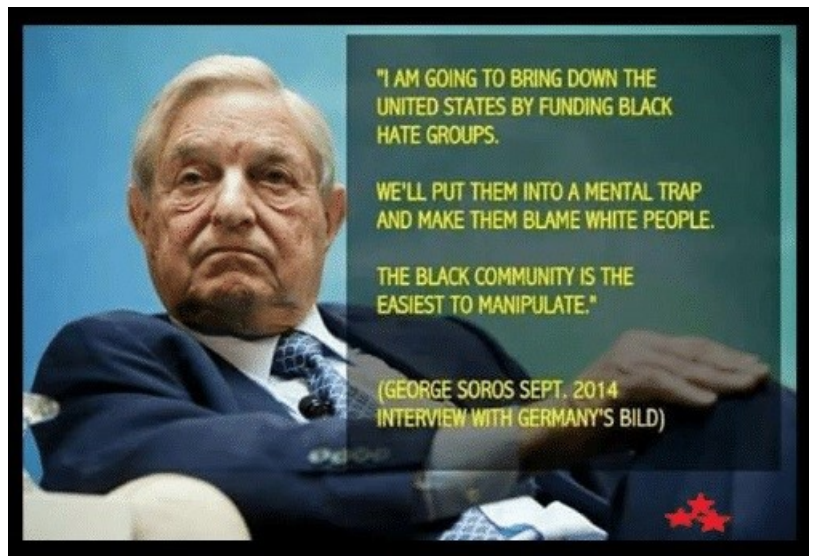 "I AM GOING TO BRING DOWN THE
UNITED STATES BY FUNDING BLACK
HATE GROUPS.
WE'LL PUT THEM INTO A MENTAL TRAP
AND MAKE THEM BLAME WHITE PEOPLE.
THE BLACK COMMUNITY IS THE
EASIEST TO MANIPULATE."
(GEORGE SOROS SEPT. 2014
INTERVIEW WITH GERMANY'S BILD)